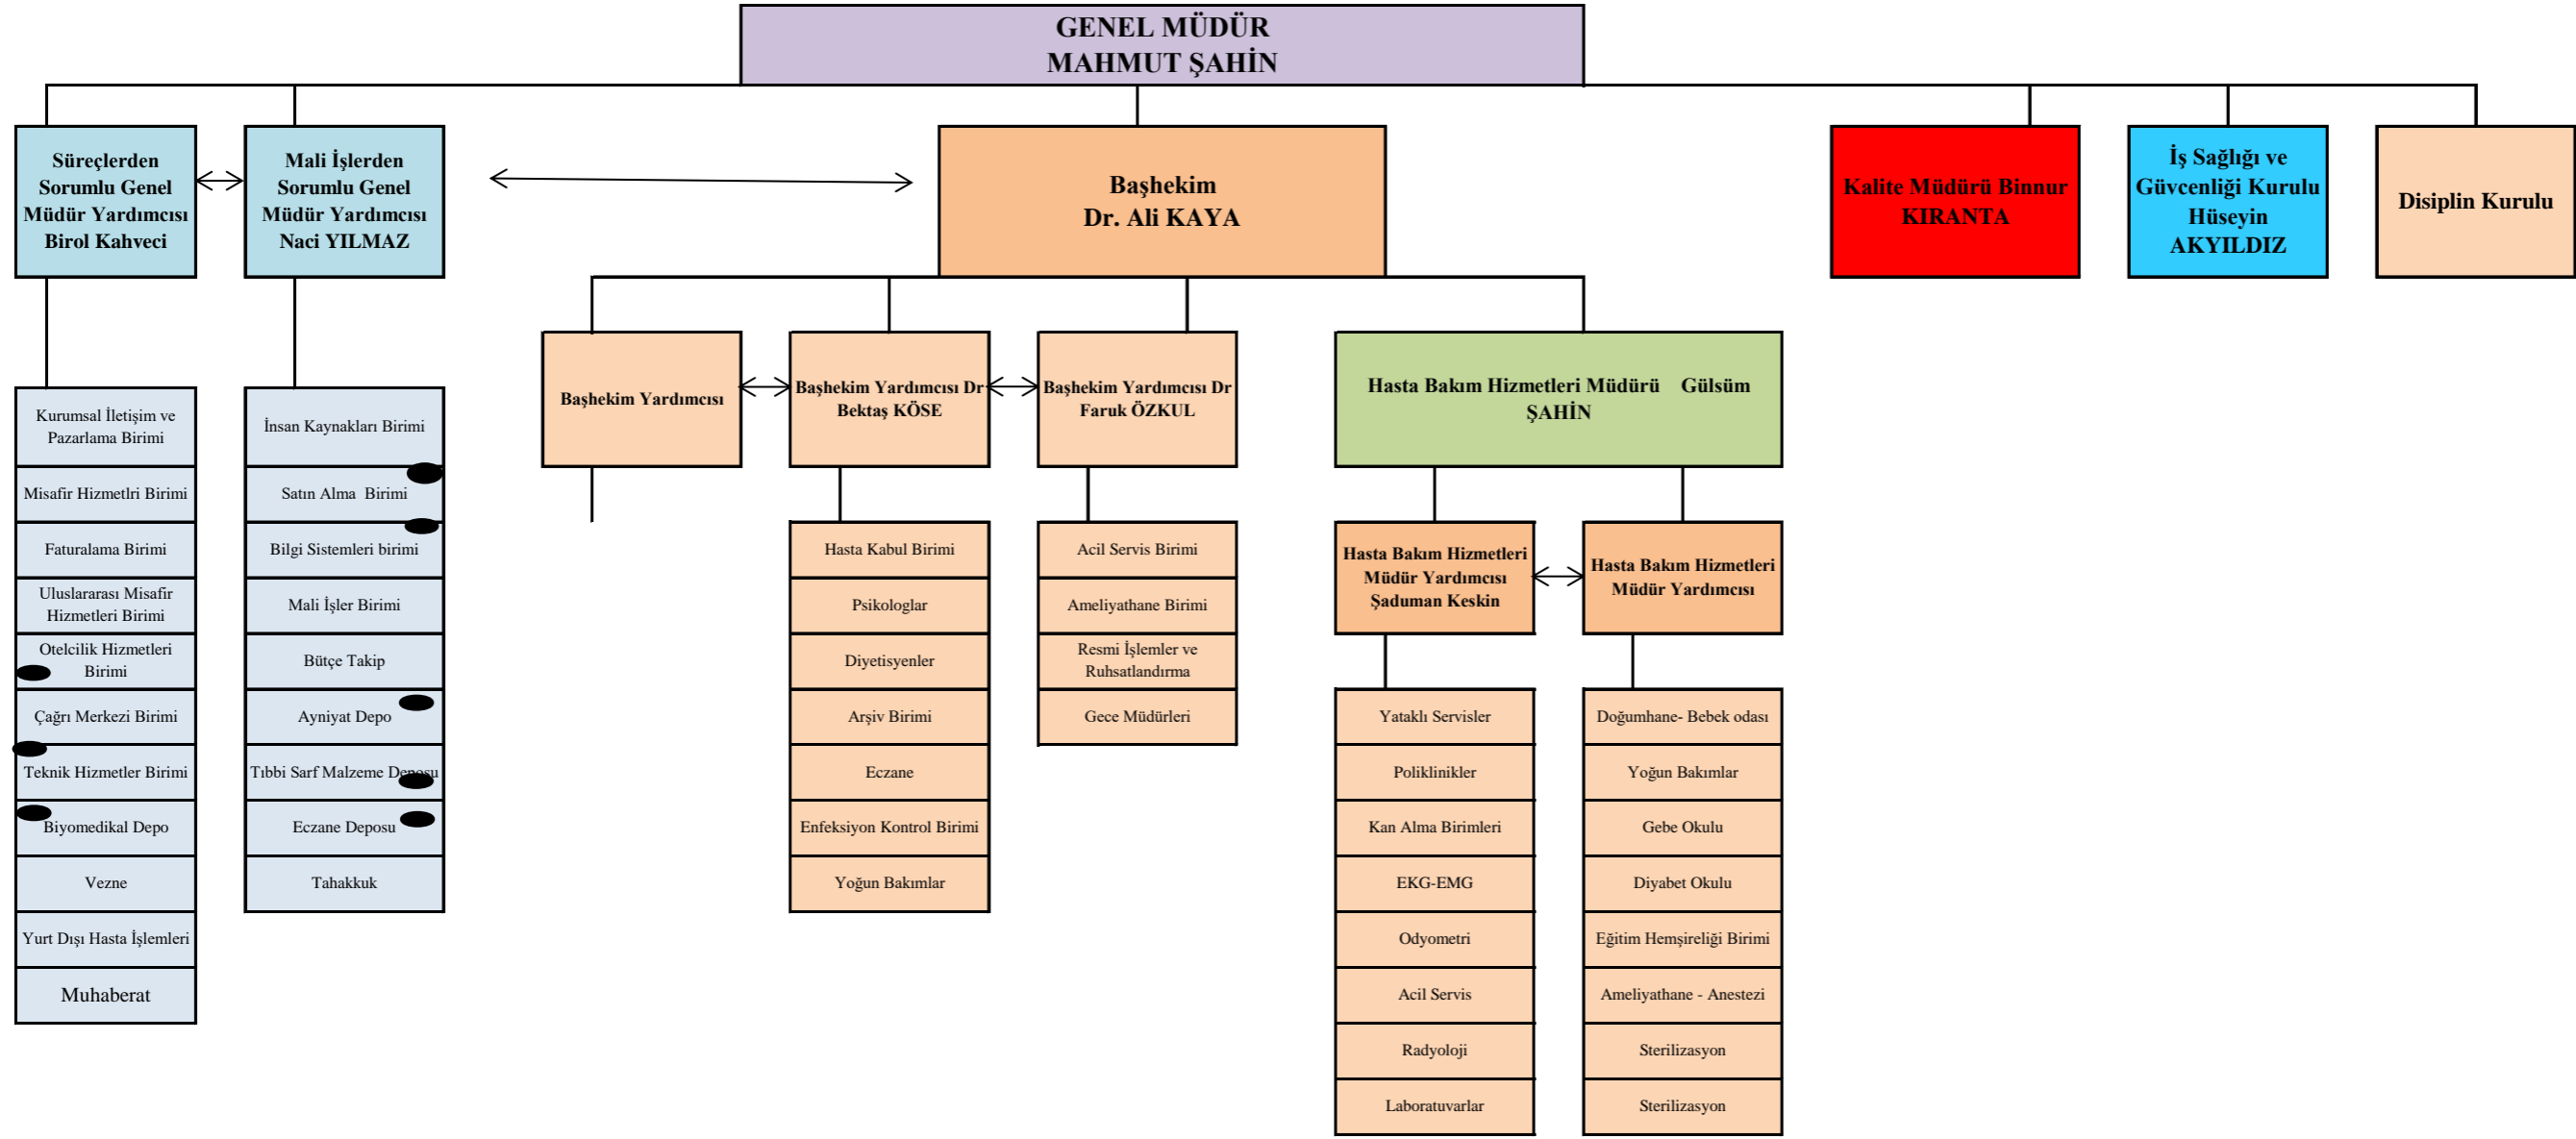 GENEL MÜDÜR
MAHMUT ŞAHİN
Süreçlerden
Sorumlu Genel
Müdür Yardımcısı
Birol Kahveci
Mali İşlerden
Sorumlu Genel
Müdür Yardımcısı
Naci YILMAZ
Başhekim
Dr. Ali KAYA
Kalite Müdürü Binnur
KIRANTA
İş Sağlığı ve
Güvcenliği Kurulu
Hüseyin
AKYILDIZ
Disiplin Kurulu
Başhekim Yardımcısı
Başhekim Yardımcısı Dr
Bektaş KÖSE
Başhekim Yardımcısı Dr
Faruk ÖZKUL
Hasta Bakım Hizmetleri Müdürü Gülsüm
ŞAHİN
Kurumsal İletişim ve
Pazarlama Birimi
Misafir Hizmetlri Birimi
Faturalama Birimi
Uluslararası Misafir
Hizmetleri Birimi
Otelcilik Hizmetleri
Birimi
Çağrı Merkezi Birimi
Teknik Hizmetler Birimi
Biyomedikal Depo
Vezne
Yurt Dışı Hasta İşlemleri
Muhaberat
İnsan Kaynakları Birimi
Satın Alma Birimi
Bilgi Sistemleri birimi
Mali İşler Birimi
Bütçe Takip
Ayniyat Depo
Tıbbi Sarf Malzeme Deposu
Eczane Deposu
Tahakkuk
Hasta Kabul Birimi
Psikologlar
Diyetisyenler
Arşiv Birimi
Eczane
Enfeksiyon Kontrol Birimi
Yoğun Bakımlar
Acil Servis Birimi
Ameliyathane Birimi
Resmi İşlemler ve
Ruhsatlandırma
Gece Müdürleri
Hasta Bakım Hizmetleri
Müdür Yardımcısı
Şaduman Keskin
Hasta Bakım Hizmetleri
Müdür Yardımcısı
Yataklı Servisler
Poliklinikler
Kan Alma Birimleri
EKG-EMG
Odyometri
Acil Servis
Radyoloji
Laboratuvarlar
Doğumhane- Bebek odası
Yoğun Bakımlar
Gebe Okulu
Diyabet Okulu
Eğitim Hemşireliği Birimi
Ameliyathane - Anestezi
Sterilizasyon
Sterilizasyon